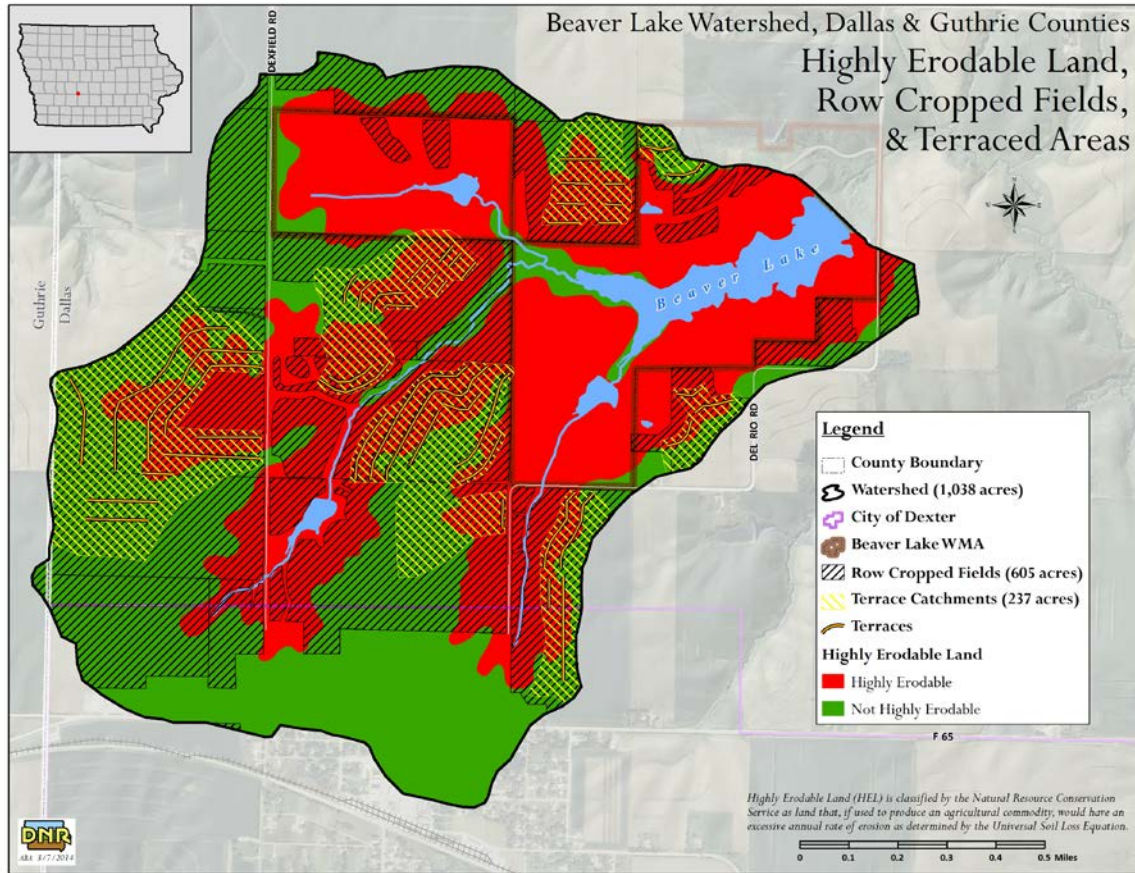 Beaver Lake Watershed, Dallas & Guthrie Counties
Highly Erodable Land,
Row Cropped Fields,
& Terraced Areas
DEXFIELD RD
Guthrie
Dallas
Beaver Lake
DEL RIO RD
Legend
County Boundary
Watershed (1,038 acres)
City of Dexter
Beaver Lake WMA
Row Cropped Fields (605 acres)
Terrace Catchments (237 acres)
Terraces
Highly Erodable Land
Highly Erodable
Not Highly Erodable
F 65
Highly Erodable Land (HEL) is classified by the Natural Resource Conservation
Service as land that, if used to produce an agricultural commodity, would have an
excessive annual rate of erosion as determined by the Universal Soil Loss Equation.
0 0.1 0.2 0.3 0.4 0.5 Miles
DNR